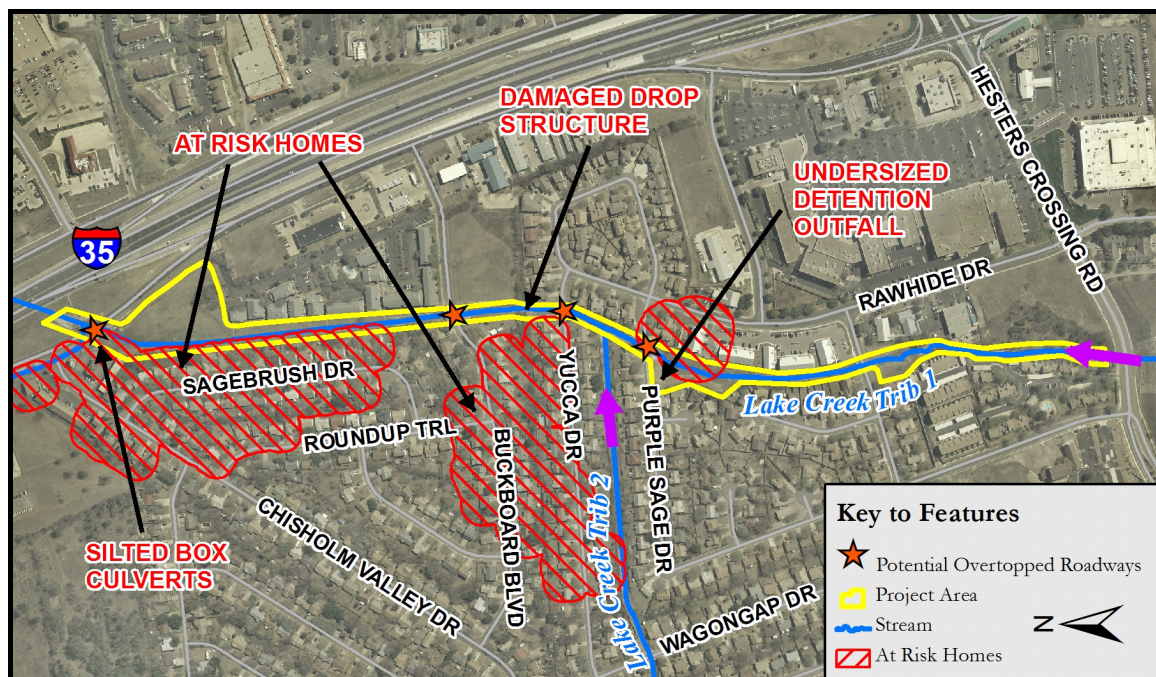 HESTERS CROSSING RD
DAMAGED DROP
STRUCTURE
AT RISK HOMES
UNDERSIZED
DETENTION
OUTFALL
35
RAWHIDE DR
SAGEBRUSH DR
YUCCA DR
PURPLE SAGE DR
Lake Creek Trib 1
ROUNDUP TRL
BUCKBOARD BLVD
Lake Creek Trib 2
CHISHOLM VALLEY DR
SILTED BOX
CULVERTS
WAGONGAP DR
Key to Features
Potential Overtopped Roadways
Project Area
Stream
At Risk Homes
N